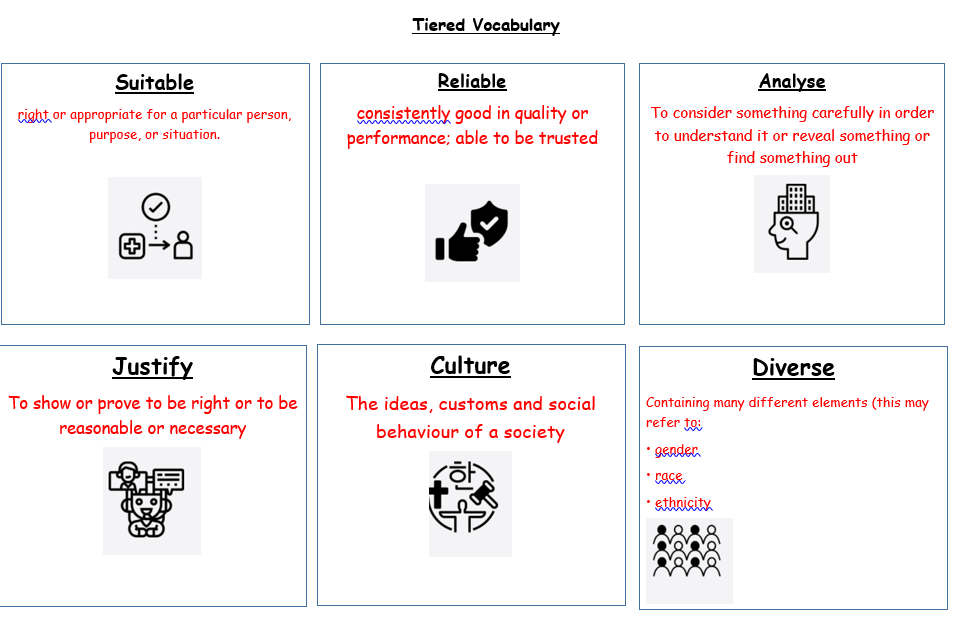 Tiered Vocabulary
Suitable
right or appropriate for a particular person,
purpose, or situation.
Reliable
consistently good in quality or
performance; able to be trusted
Analyse
To consider something carefully in order
to understand it or reveal something or
find something out
Justify
To show or prove to be right or to be
reasonable or necessary
Culture
The ideas, customs and social
behaviour of a society
한
Diverse
Containing many different elements (this may
refer to:
• gender
• race
• ethnicity